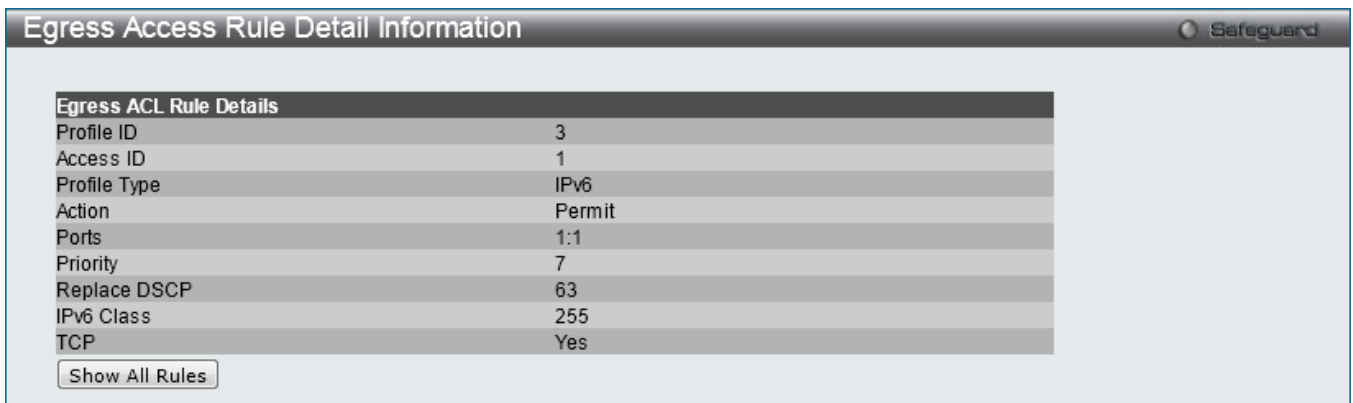 Egress Access Rule Detail Information
Safeguard
Egress ACL Rule Details
Profile ID 3
Access ID 1
Profile Type IPv6
Action Permit
Ports 1:1
Priority 7
Replace DSCP 63
IPv6 Class 255
TCP Yes
Show All Rules